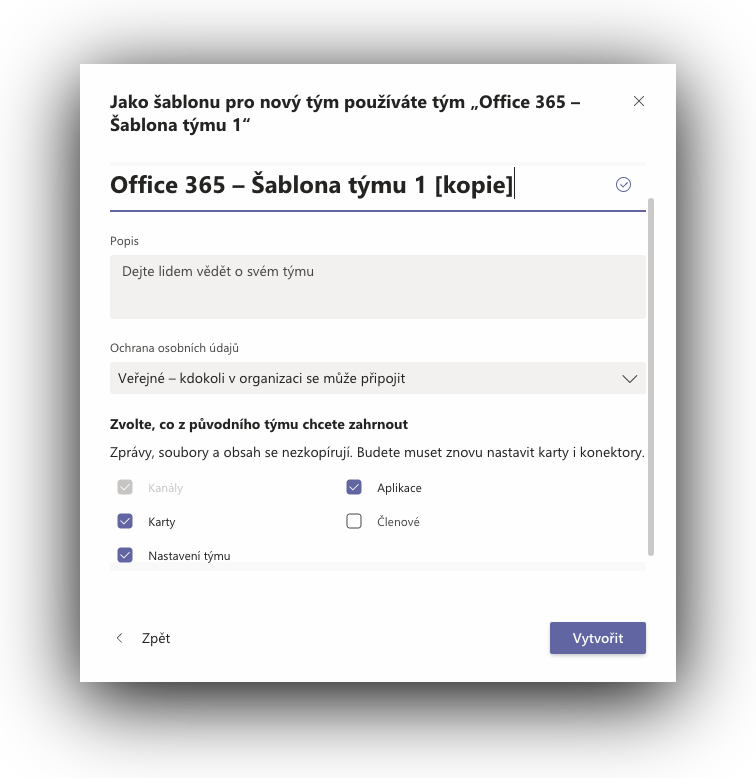 Jako šablonu pro nový tým používáte tým „Office 365 –
Šablona týmu 1“
Office 365 – Šablona týmu 1 [kopie]
Popis
Dejte lidem vědět o svém týmu
Ochrana osobních údajů
Veřejné – kdokoli v organizaci se může připojit
Zvolte, co z původního týmu chcete zahrnout
Zprávy, soubory a obsah se nezkopírují. Budete muset znovu nastavit karty i konektory.
Kanály Aplikace
Karty Členové
Nastavení týmu
Zpět Vytvořit